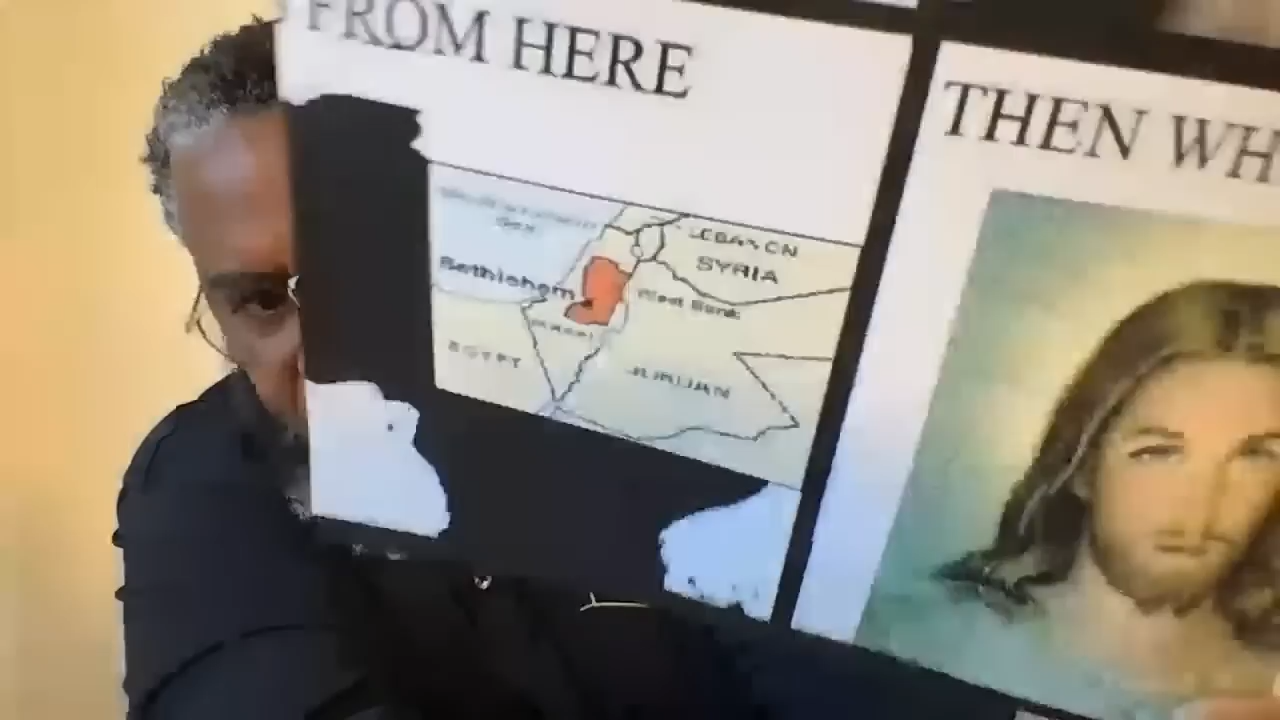 FROM HERE
THEN WH
LEBANON
SYRIA
Bethlehem
West Bank
EGYPT
JORDAN